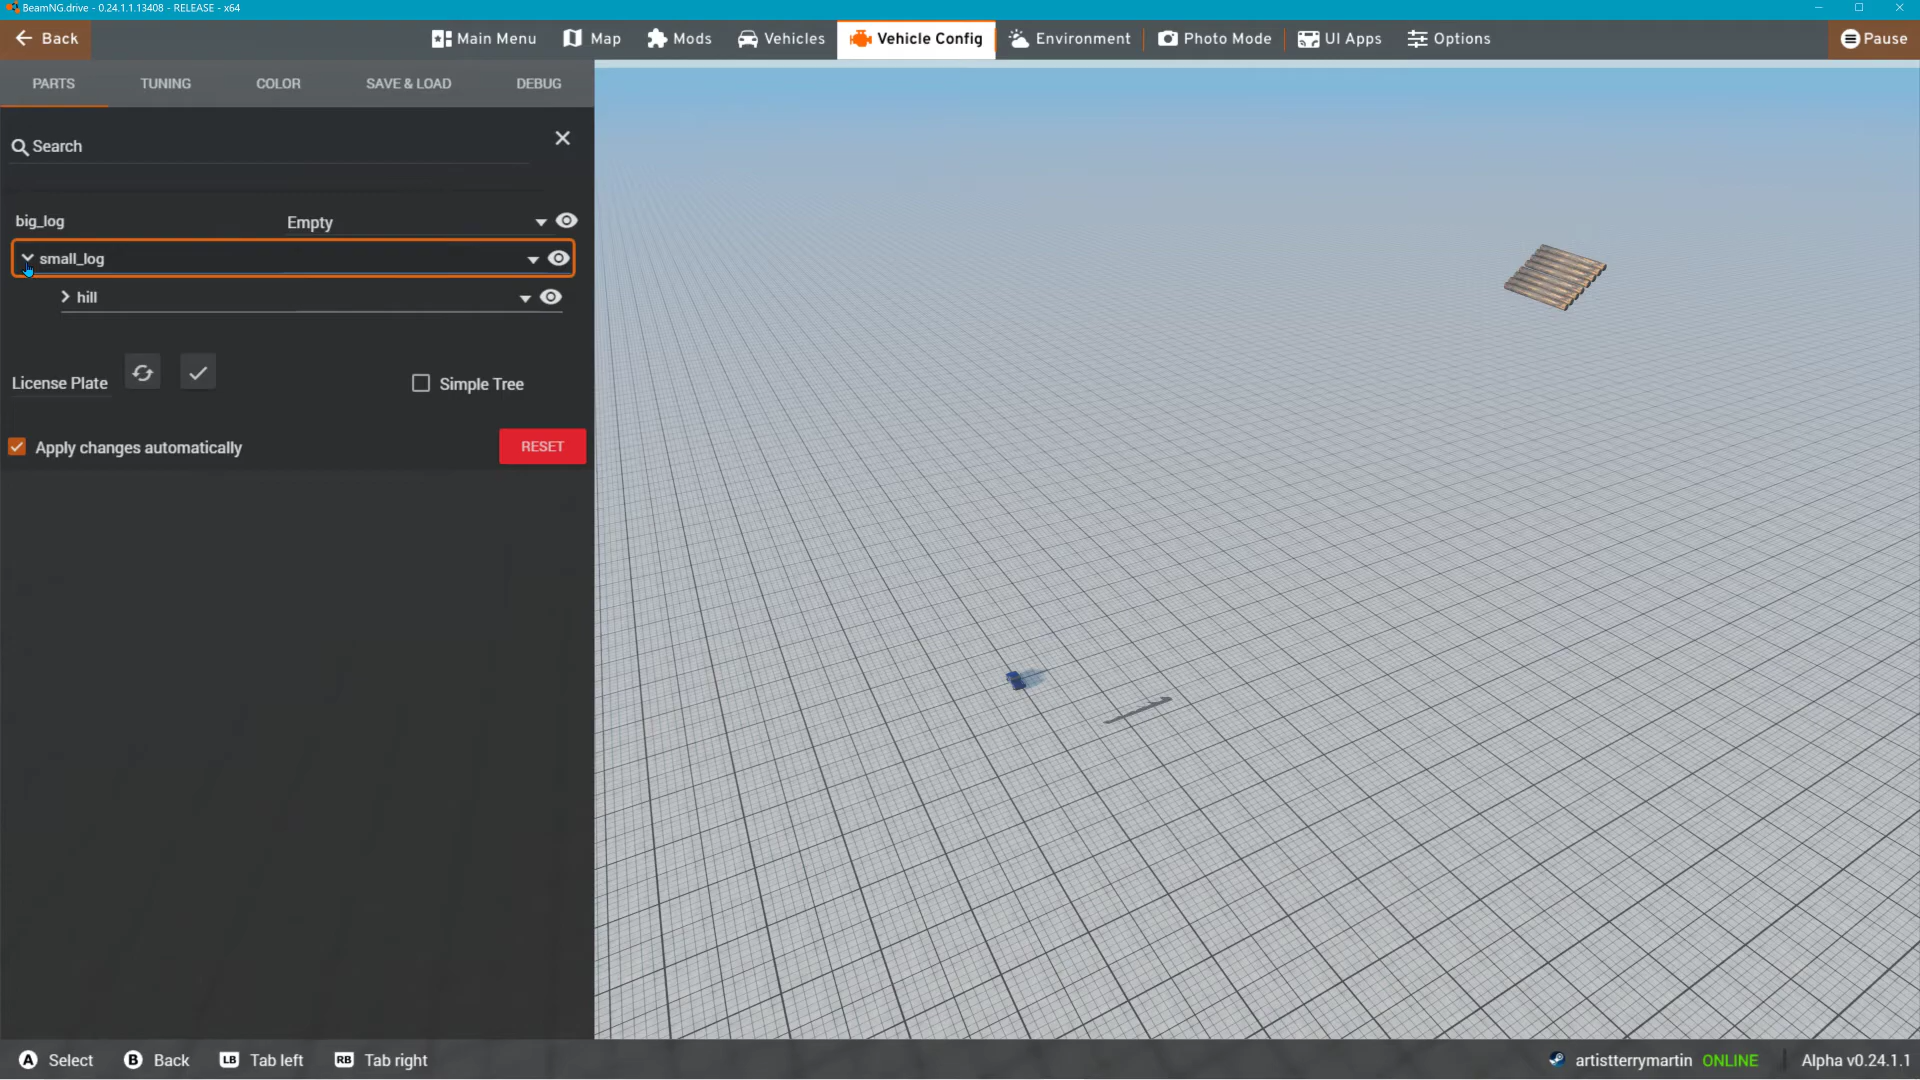 BeamNG.drive - 0.24.1.1.13408 - RELEASE - x64
Back
Main Menu
Map
Mods
Vehicles
Vehicle Config
Environment
Photo Mode
UI Apps
Options
Pause
PARTS
TUNING
COLOR
SAVE & LOAD
DEBUG
Search
big_log
Empty
small_log
hill
License Plate
Simple Tree
Apply changes automatically
RESET
A Select
B Back
LB Tab left
RB Tab right
artistterrymartin ONLINE
Alpha v0.24.1.1